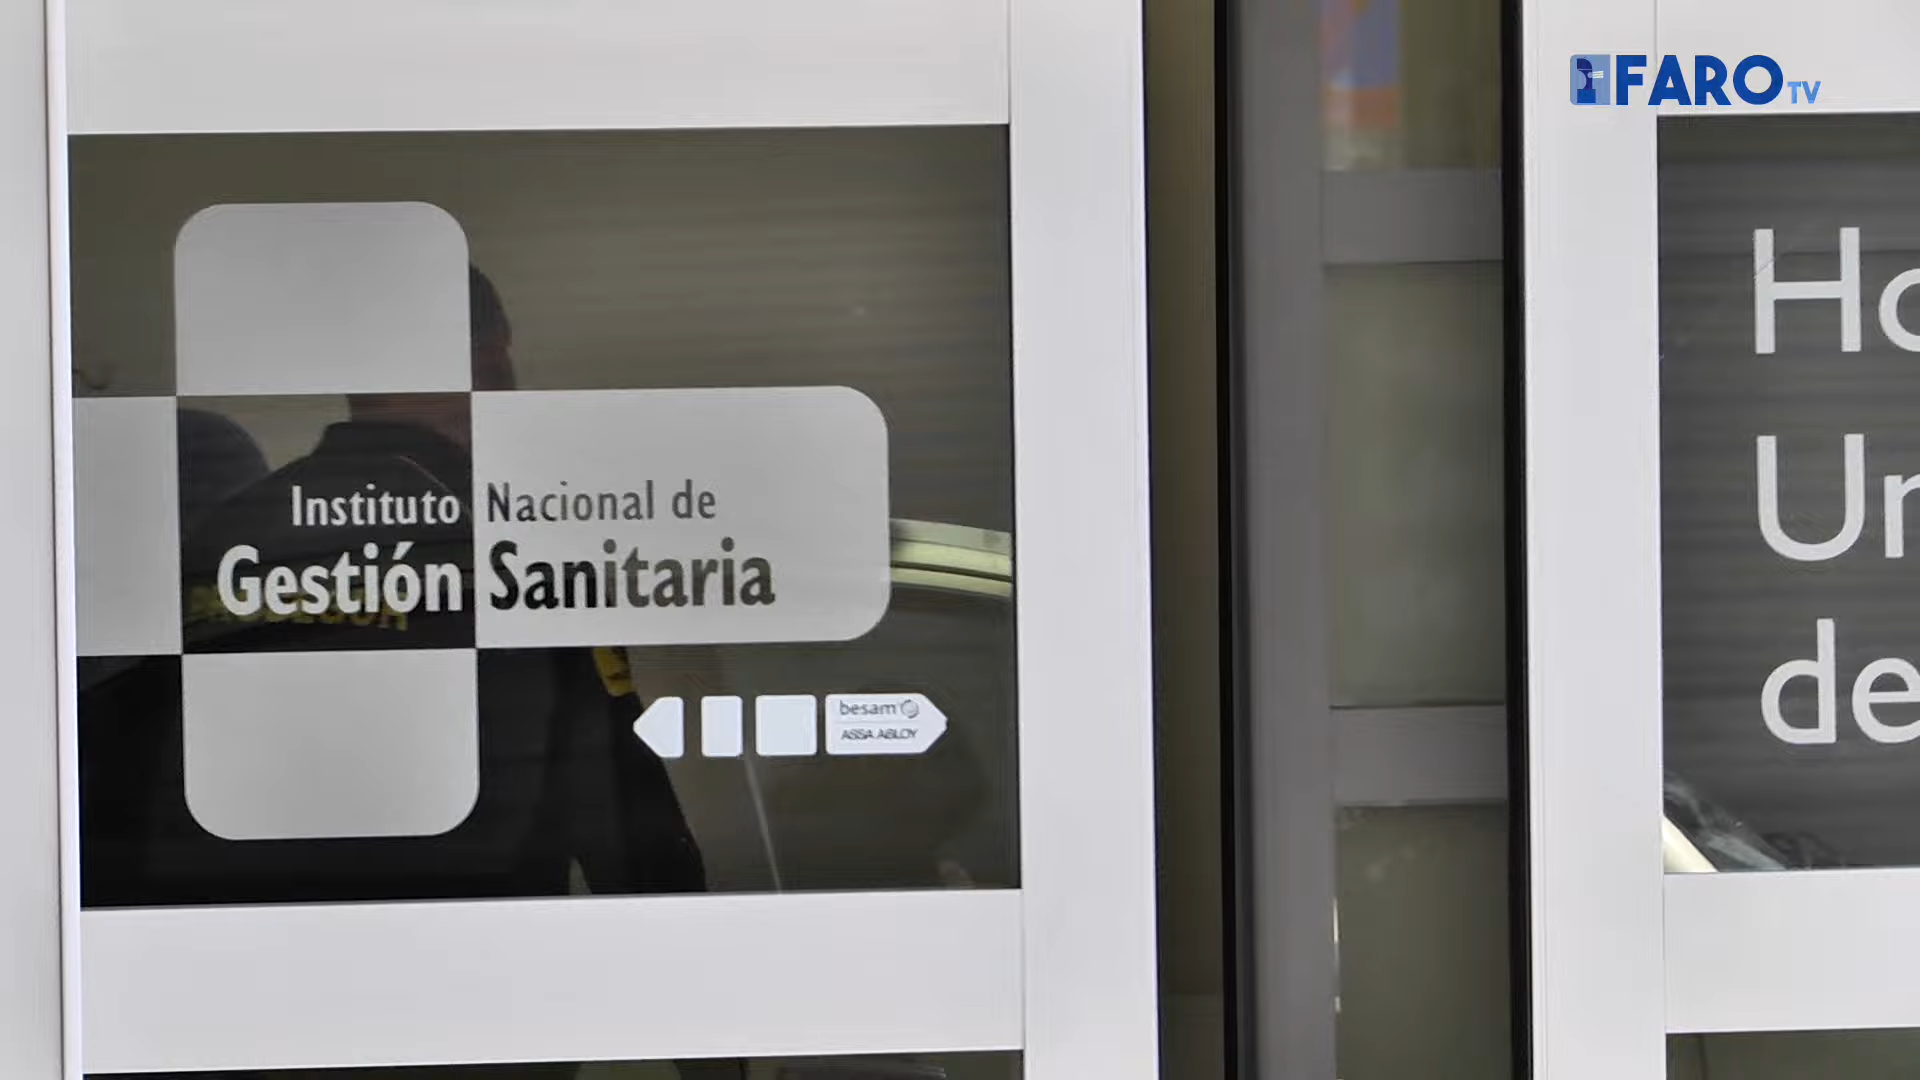 FARO TV
Instituto Nacional de
Gestión Sanitaria
besam
ASSA ABLOY
Ho
Un
de